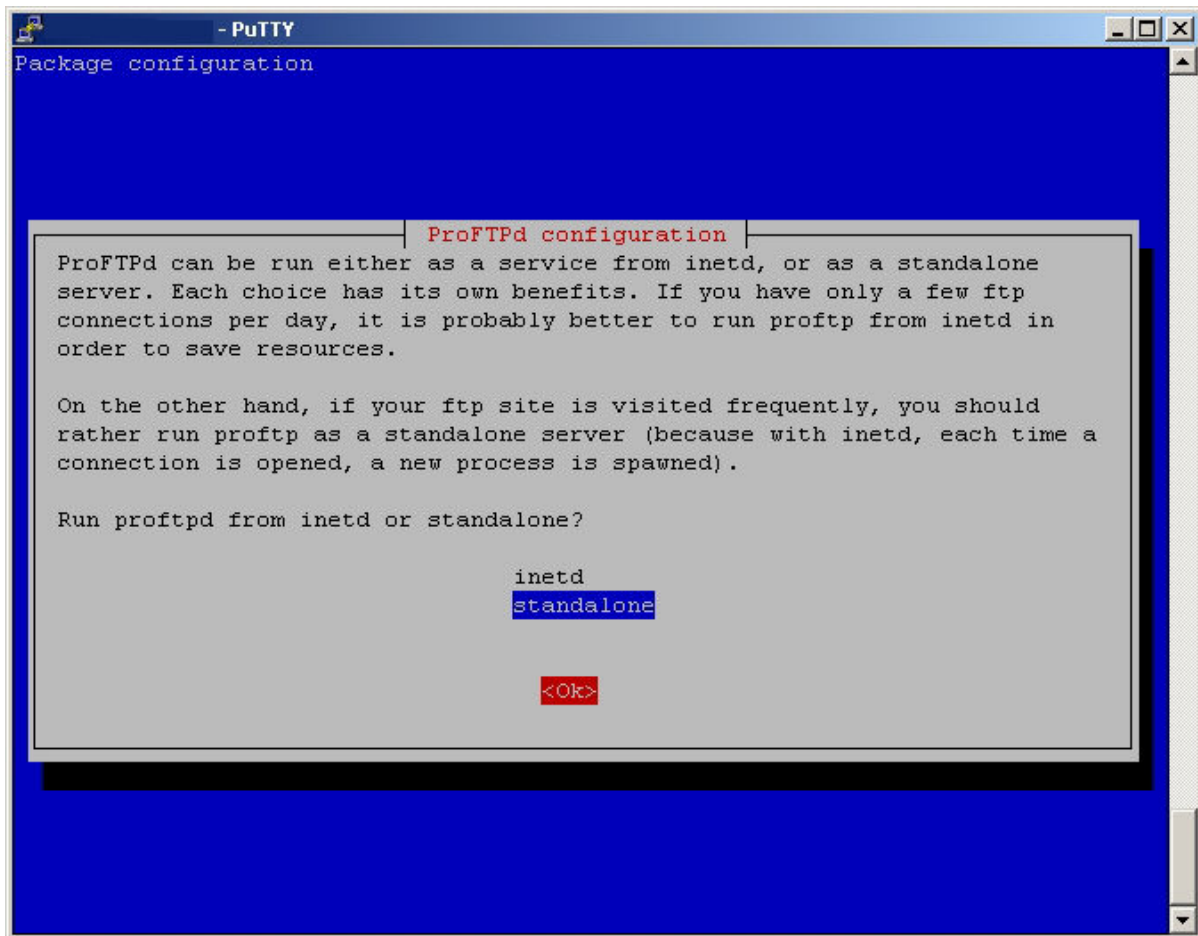 - PuTTY
Package configuration
ProFTPd configuration
ProFTPd can be run either as a service from inetd, or as a standalone
server. Each choice has its own benefits. If you have only a few ftp
connections per day, it is probably better to run proftp from inetd in
order to save resources.
On the other hand, if your ftp site is visited frequently, you should
rather run proftp as a standalone server (because with inetd, each time a
connection is opened, a new process is spawned).
Run proftpd from inetd or standalone?
inetd
standalone
<Ok>